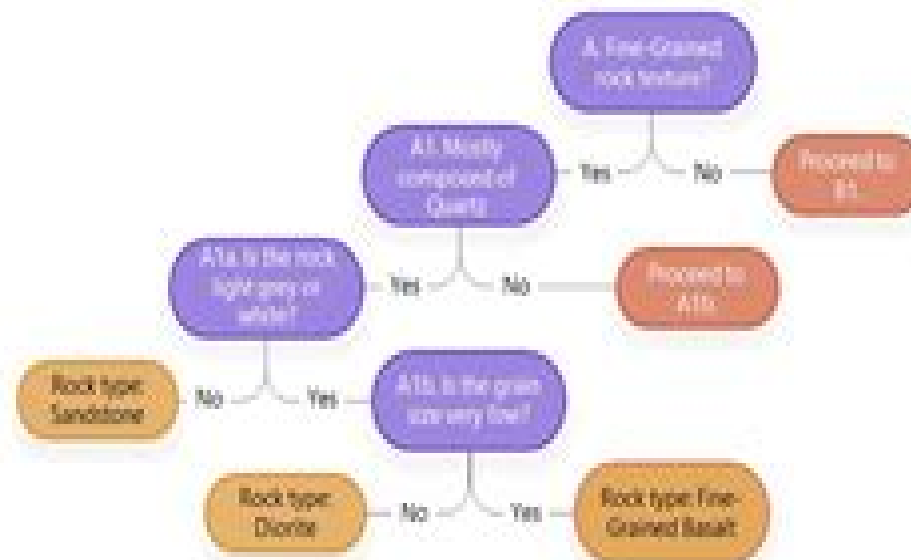 A. Fine-Grained
rock texture?
A1. Mostly
compound of
Quartz
Yes
No
Proceed to
B1.
A1a. Is the rock
light grey or
white?
Yes
No
Proceed to
A1b.
Rock type:
Sandstone
No
Yes
A1b. Is the grain
size very fine?
Rock type:
Diorite
No
Yes
Rock type: Fine-
Grained Basalt